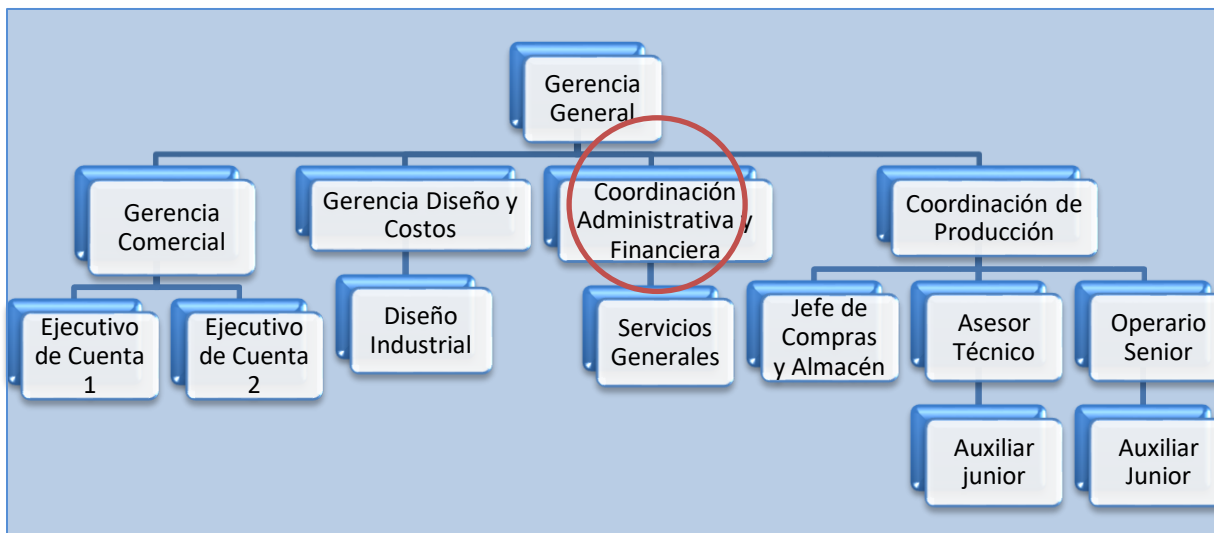 Gerencia
General
Gerencia
Comercial
Gerencia Diseño y
Costos
Coordinación
Administrativa y
Financiera
Coordinación de
Producción
Ejecutivo
de Cuenta
1
Ejecutivo
de Cuenta
2
Diseño
Industrial
Servicios
Generales
Jefe de
Compras
y Almacén
Asesor
Técnico
Operario
Senior
Auxiliar
junior
Auxiliar
Junior